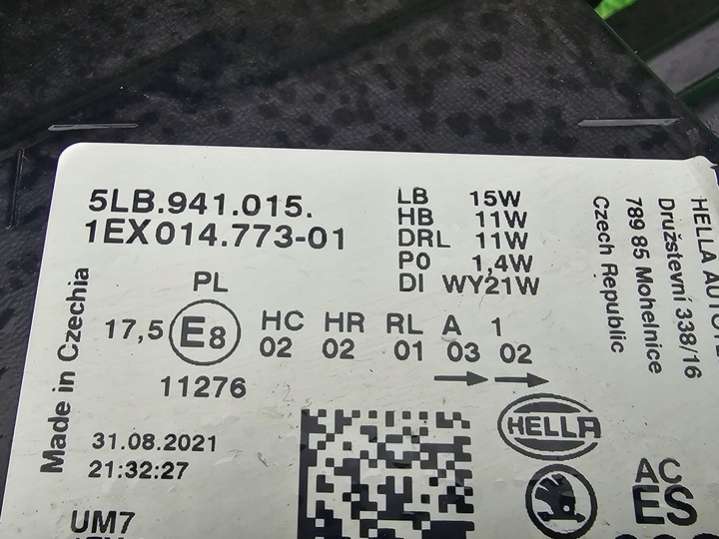 5LB.941.015.
1EX014.773-01
LB 15W
HB 11W
DRL 11W
PO 1,4W
DI WY21W
HELLA
Družstevní 338/16
789 85 Mohelnice
Czech Republic
Made in Czechia
PL
17,5 E8 HC HR RL A 1
02 02 01 03 02
11276
31.08.2021
21:32:27
HELLA
UM7
AC
ES